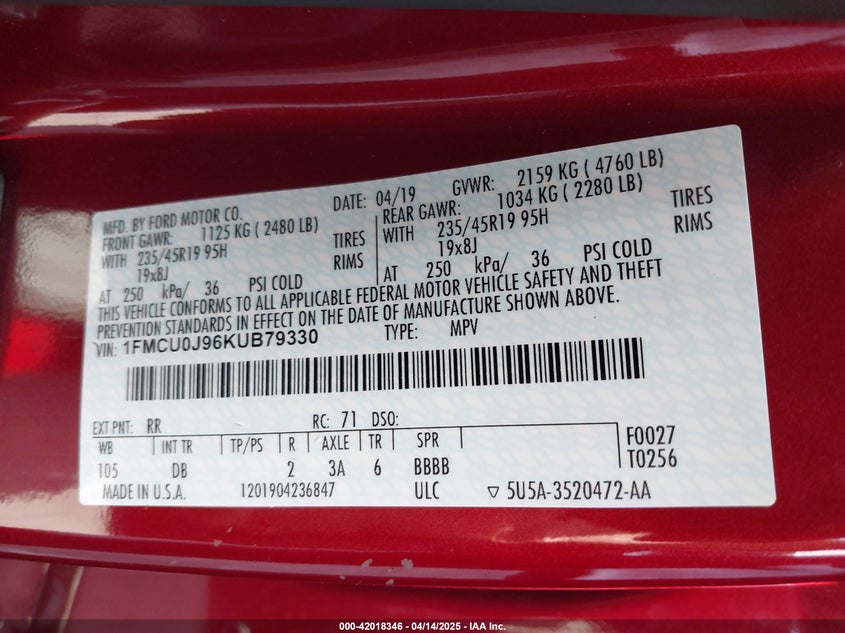 MFD. BY FORD MOTOR CO. DATE: 04/19 GVWR: 2159 KG ( 4760 LB)
FRONT GAWR: 1125 KG ( 2480 LB) REAR GAWR: 1034 KG ( 2280 LB)
WITH 235/45R19 95H TIRES WITH 235/45R19 95H TIRES
19x8J RIMS 19x8J RIMS
AT 250 kPa/ 36 PSI COLD AT 250 kPa/ 36 PSI COLD
THIS VEHICLE CONFORMS TO ALL APPLICABLE FEDERAL MOTOR VEHICLE SAFETY AND THEFT
PREVENTION STANDARDS IN EFFECT ON THE DATE OF MANUFACTURE SHOWN ABOVE.
VIN: 1FMCU0J96KUB79330 TYPE: MPV
EXT PNT: RR RC: 71 DSO:
WB INT TR TP/PS R AXLE TR SPR F0027
105 DB 2 3A 6 BBBB T0256
MADE IN U.S.A. 1201904236847 ULC ▽ 5U5A-3520472-AA
000-42018346 | 04/14/2025 - IAA Inc.